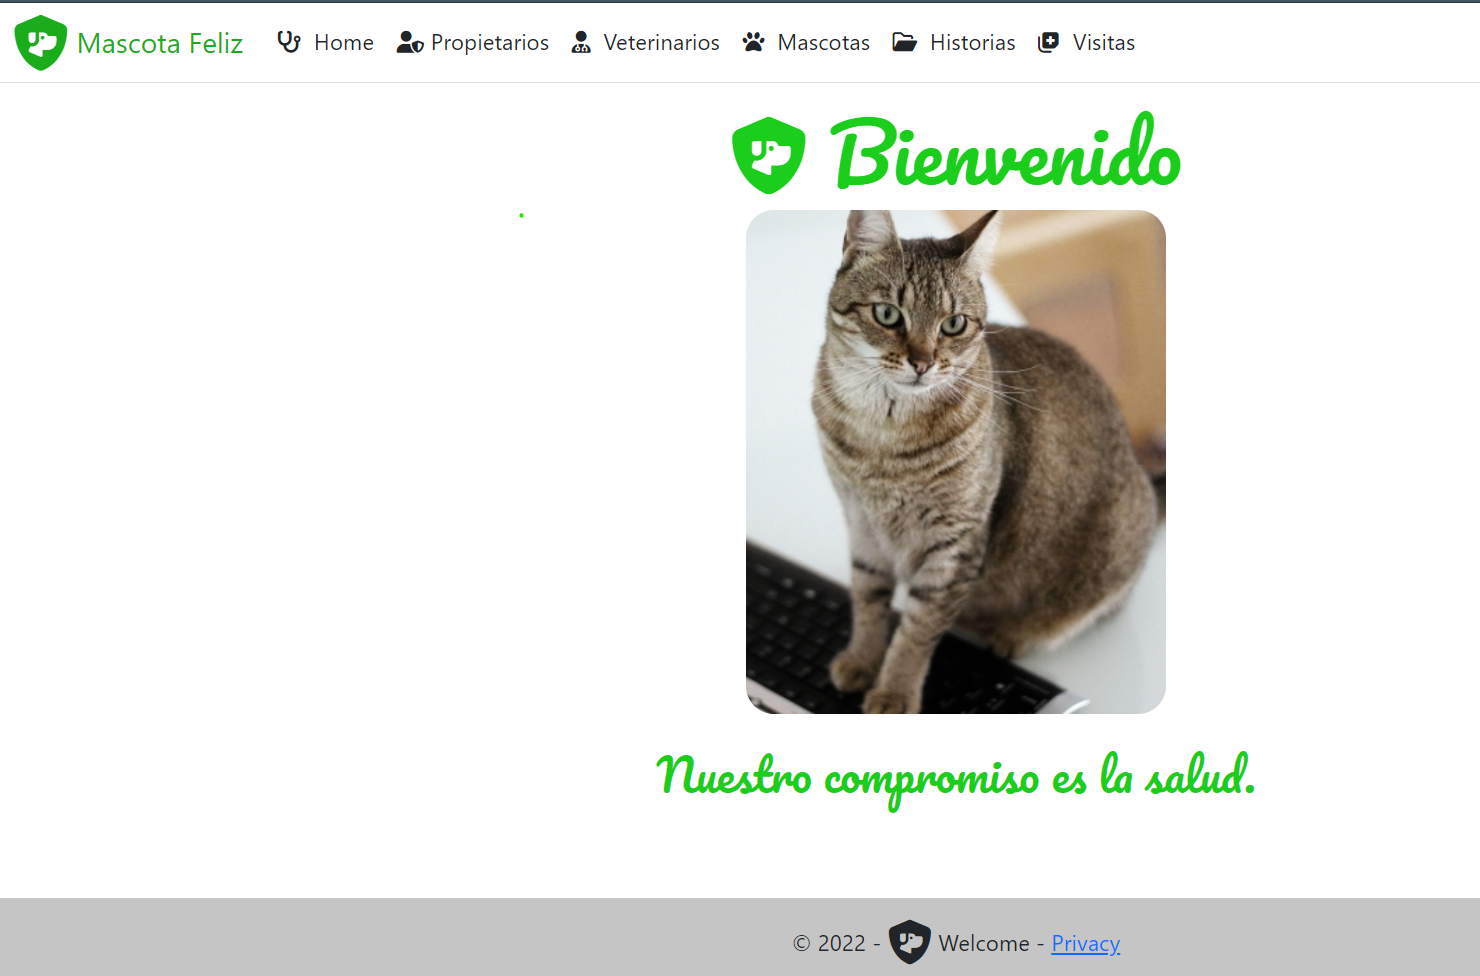 Mascota Feliz Home Propietarios Veterinarios Mascotas Historias Visitas
Bienvenido
.
Nuestro compromiso es la salud.
© 2022 - Welcome - Privacy